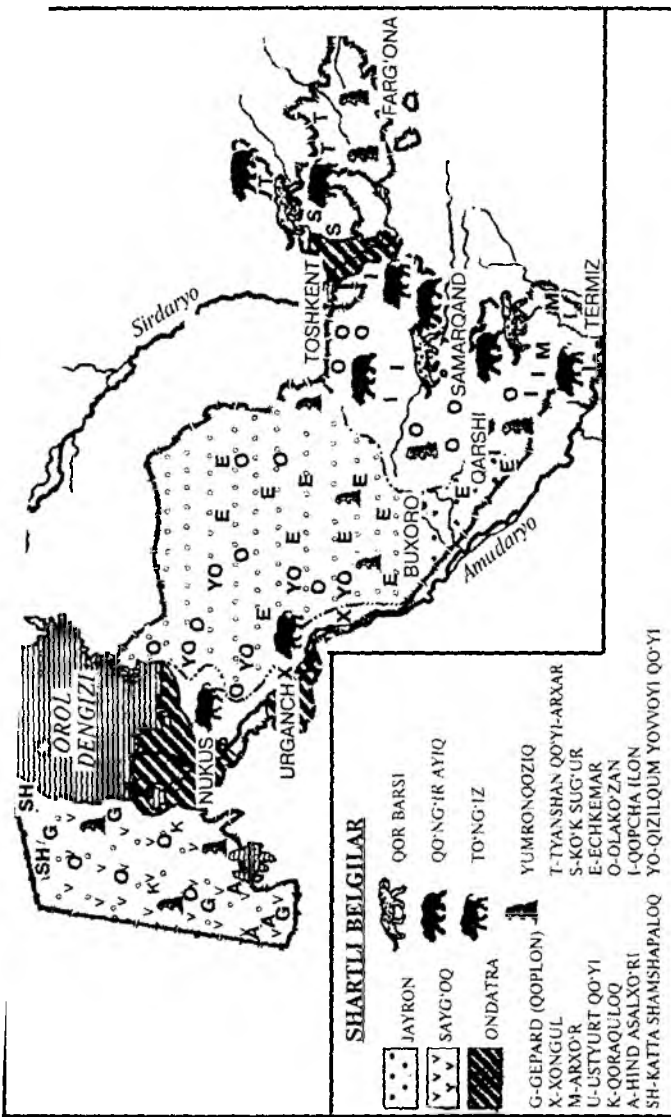 OROL
DENGIZI
Sirdaryo
NUKUS
URGANCH
TOSHKENT
FARG'ONA
BUXORO
SAMARQAND
QARSHI
TERMIZ
Amudaryo
SH
SH
G
O
K
A
YO
E
X
I
M
S
T
SHARTLI BELGILAR
JAYRON
SAYG'OQ
ONDATRA
QOR BARSI
QO'NG'IR AYIQ
TO'NG'IZ
YUMRONQOZIQ
G-GEPARD (QOPLON)
X-XONGUL
M-ARXO'R
U-USTYURT QO'YI
K-QORAQULOQ
A-HIND ASALXO'RI
SH-KATTA SHAMSHAPALOQ
T-TYANSHAN QO'YI-ARXAR
S-KO'K SUG'UR
E-ECHKEMAR
O-OLAKO'ZAN
I-QOPCHA ILON
YO-QIZILQUM YOVVOYI QO'YI